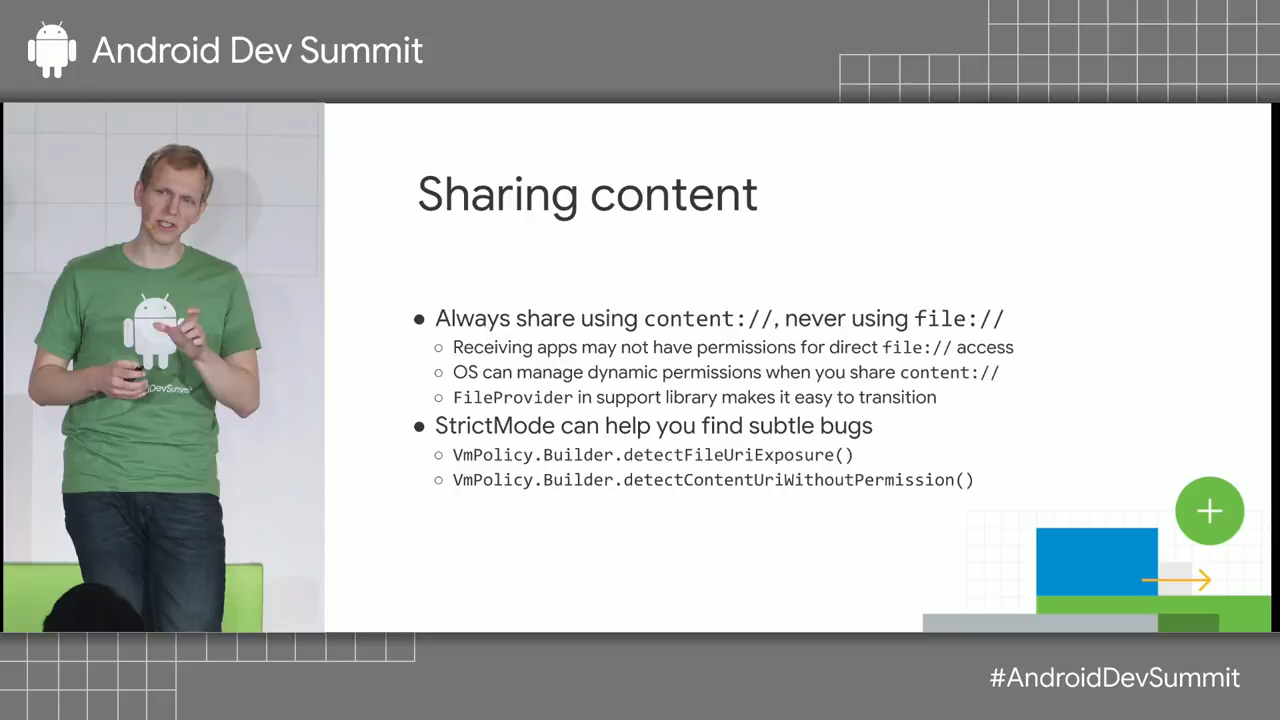 Android Dev Summit
Sharing content
● Always share using content://, never using file://
○ Receiving apps may not have permissions for direct file:// access
○ OS can manage dynamic permissions when you share content://
○ FileProvider in support library makes it easy to transition
● StrictMode can help you find subtle bugs
○ VmPolicy.Builder.detectFileUriExposure()
○ VmPolicy.Builder.detectContentUriWithoutPermission()
#AndroidDevSummit